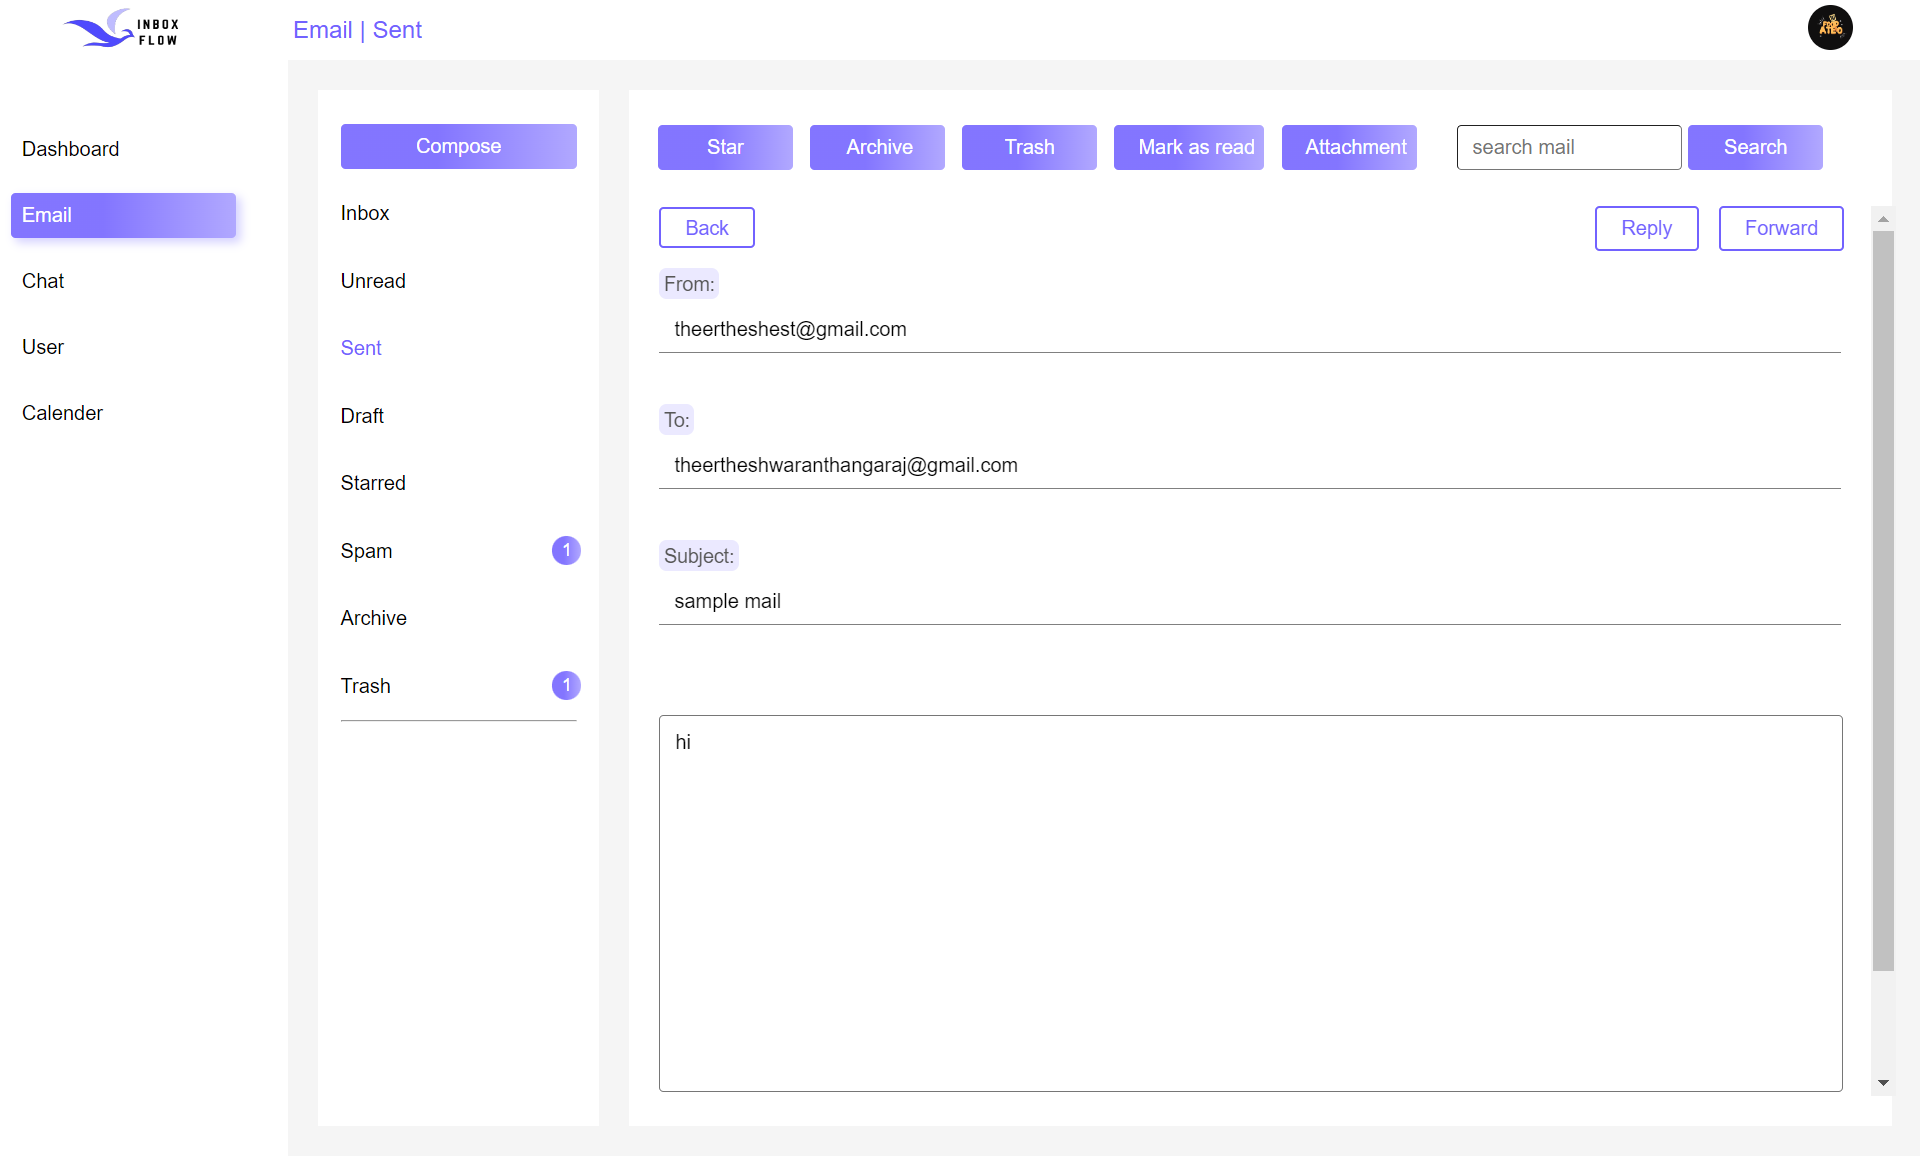 INBOX
FLOW
Email | Sent
FOOD
ATEO
Dashboard
Email
Chat
User
Calender
Compose
Inbox
Unread
Sent
Draft
Starred
Spam 1
Archive
Trash 1
Star Archive Trash Mark as read Attachment search mail Search
Back Reply Forward
From:
theertheshest@gmail.com
To:
theertheshwaranthangaraj@gmail.com
Subject:
sample mail
hi